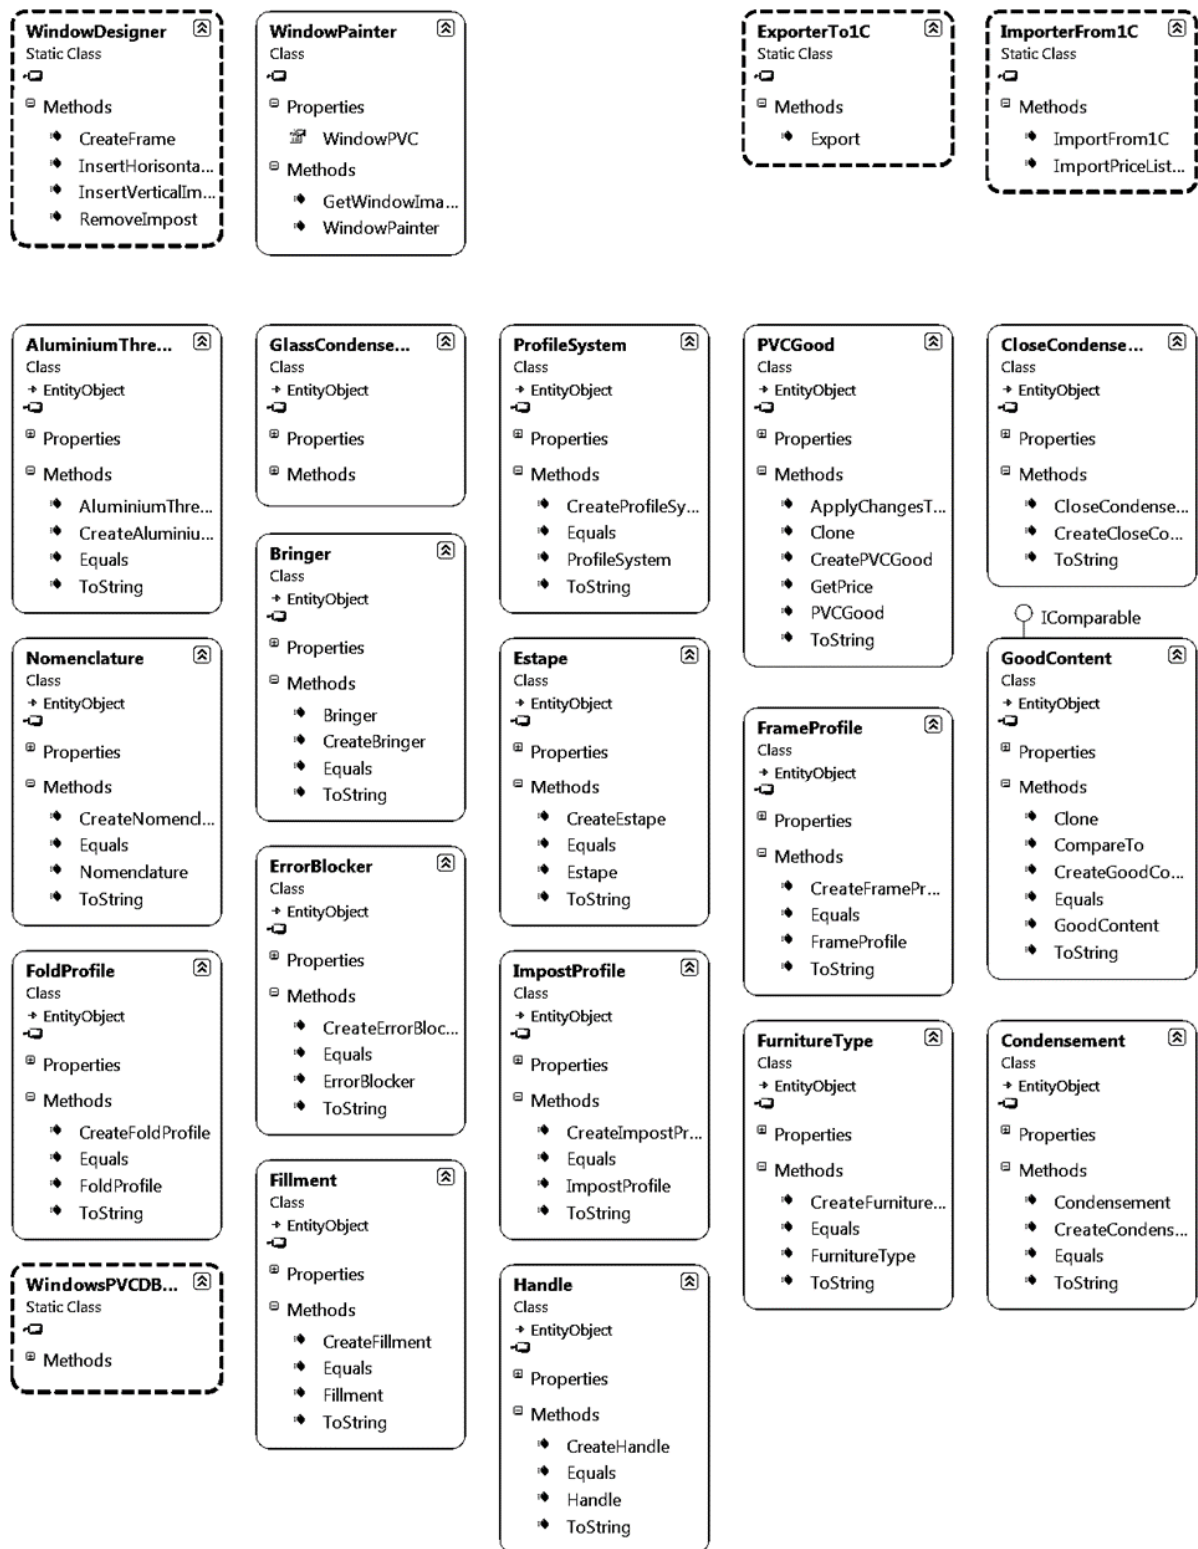 WindowDesigner
Static Class
Methods
CreateFrame
InsertHorisonta...
InsertVerticalIm...
RemoveImpost
WindowPainter
Class
Properties
WindowPVC
Methods
GetWindowIma...
WindowPainter
ExporterTo1C
Static Class
Methods
Export
ImporterFrom1C
Static Class
Methods
ImportFrom1C
ImportPriceList...
AluminiumThre...
Class
EntityObject
Properties
Methods
AluminiumThre...
CreateAluminiu...
Equals
ToString
Nomenclature
Class
EntityObject
Properties
Methods
CreateNomencl...
Equals
Nomenclature
ToString
FoldProfile
Class
EntityObject
Properties
Methods
CreateFoldProfile
Equals
FoldProfile
ToString
WindowsPVCDB...
Static Class
Methods
GlassCondense...
Class
EntityObject
Properties
Methods
Bringer
Class
EntityObject
Properties
Methods
Bringer
CreateBringer
Equals
ToString
ErrorBlocker
Class
EntityObject
Properties
Methods
CreateErrorBloc...
Equals
ErrorBlocker
ToString
Fillment
Class
EntityObject
Properties
Methods
CreateFillment
Equals
Fillment
ToString
ProfileSystem
Class
EntityObject
Properties
Methods
CreateProfileSy...
Equals
ProfileSystem
ToString
Estape
Class
EntityObject
Properties
Methods
CreateEstape
Equals
Estape
ToString
ImpostProfile
Class
EntityObject
Properties
Methods
CreateImpostPr...
Equals
ImpostProfile
ToString
Handle
Class
EntityObject
Properties
Methods
CreateHandle
Equals
Handle
ToString
PVCGood
Class
EntityObject
Properties
Methods
ApplyChangesT...
Clone
CreatePVCGood
GetPrice
PVCGood
ToString
FrameProfile
Class
EntityObject
Properties
Methods
CreateFramePr...
Equals
FrameProfile
ToString
FurnitureType
Class
EntityObject
Properties
Methods
CreateFurniture...
Equals
FurnitureType
ToString
CloseCondense...
Class
EntityObject
Properties
Methods
CloseCondense...
CreateCloseCo...
ToString
IComparable
GoodContent
Class
EntityObject
Properties
Methods
Clone
CompareTo
CreateGoodCo...
Equals
GoodContent
ToString
Condensement
Class
EntityObject
Properties
Methods
Condensement
CreateCondens...
Equals
ToString